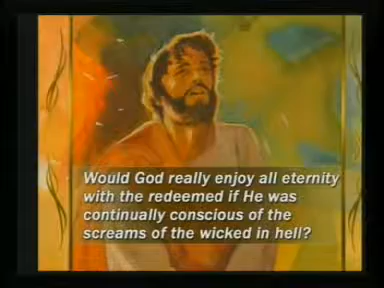 Would God really enjoy all eternity
with the redeemed if He was
continually conscious of the
screams of the wicked in hell?